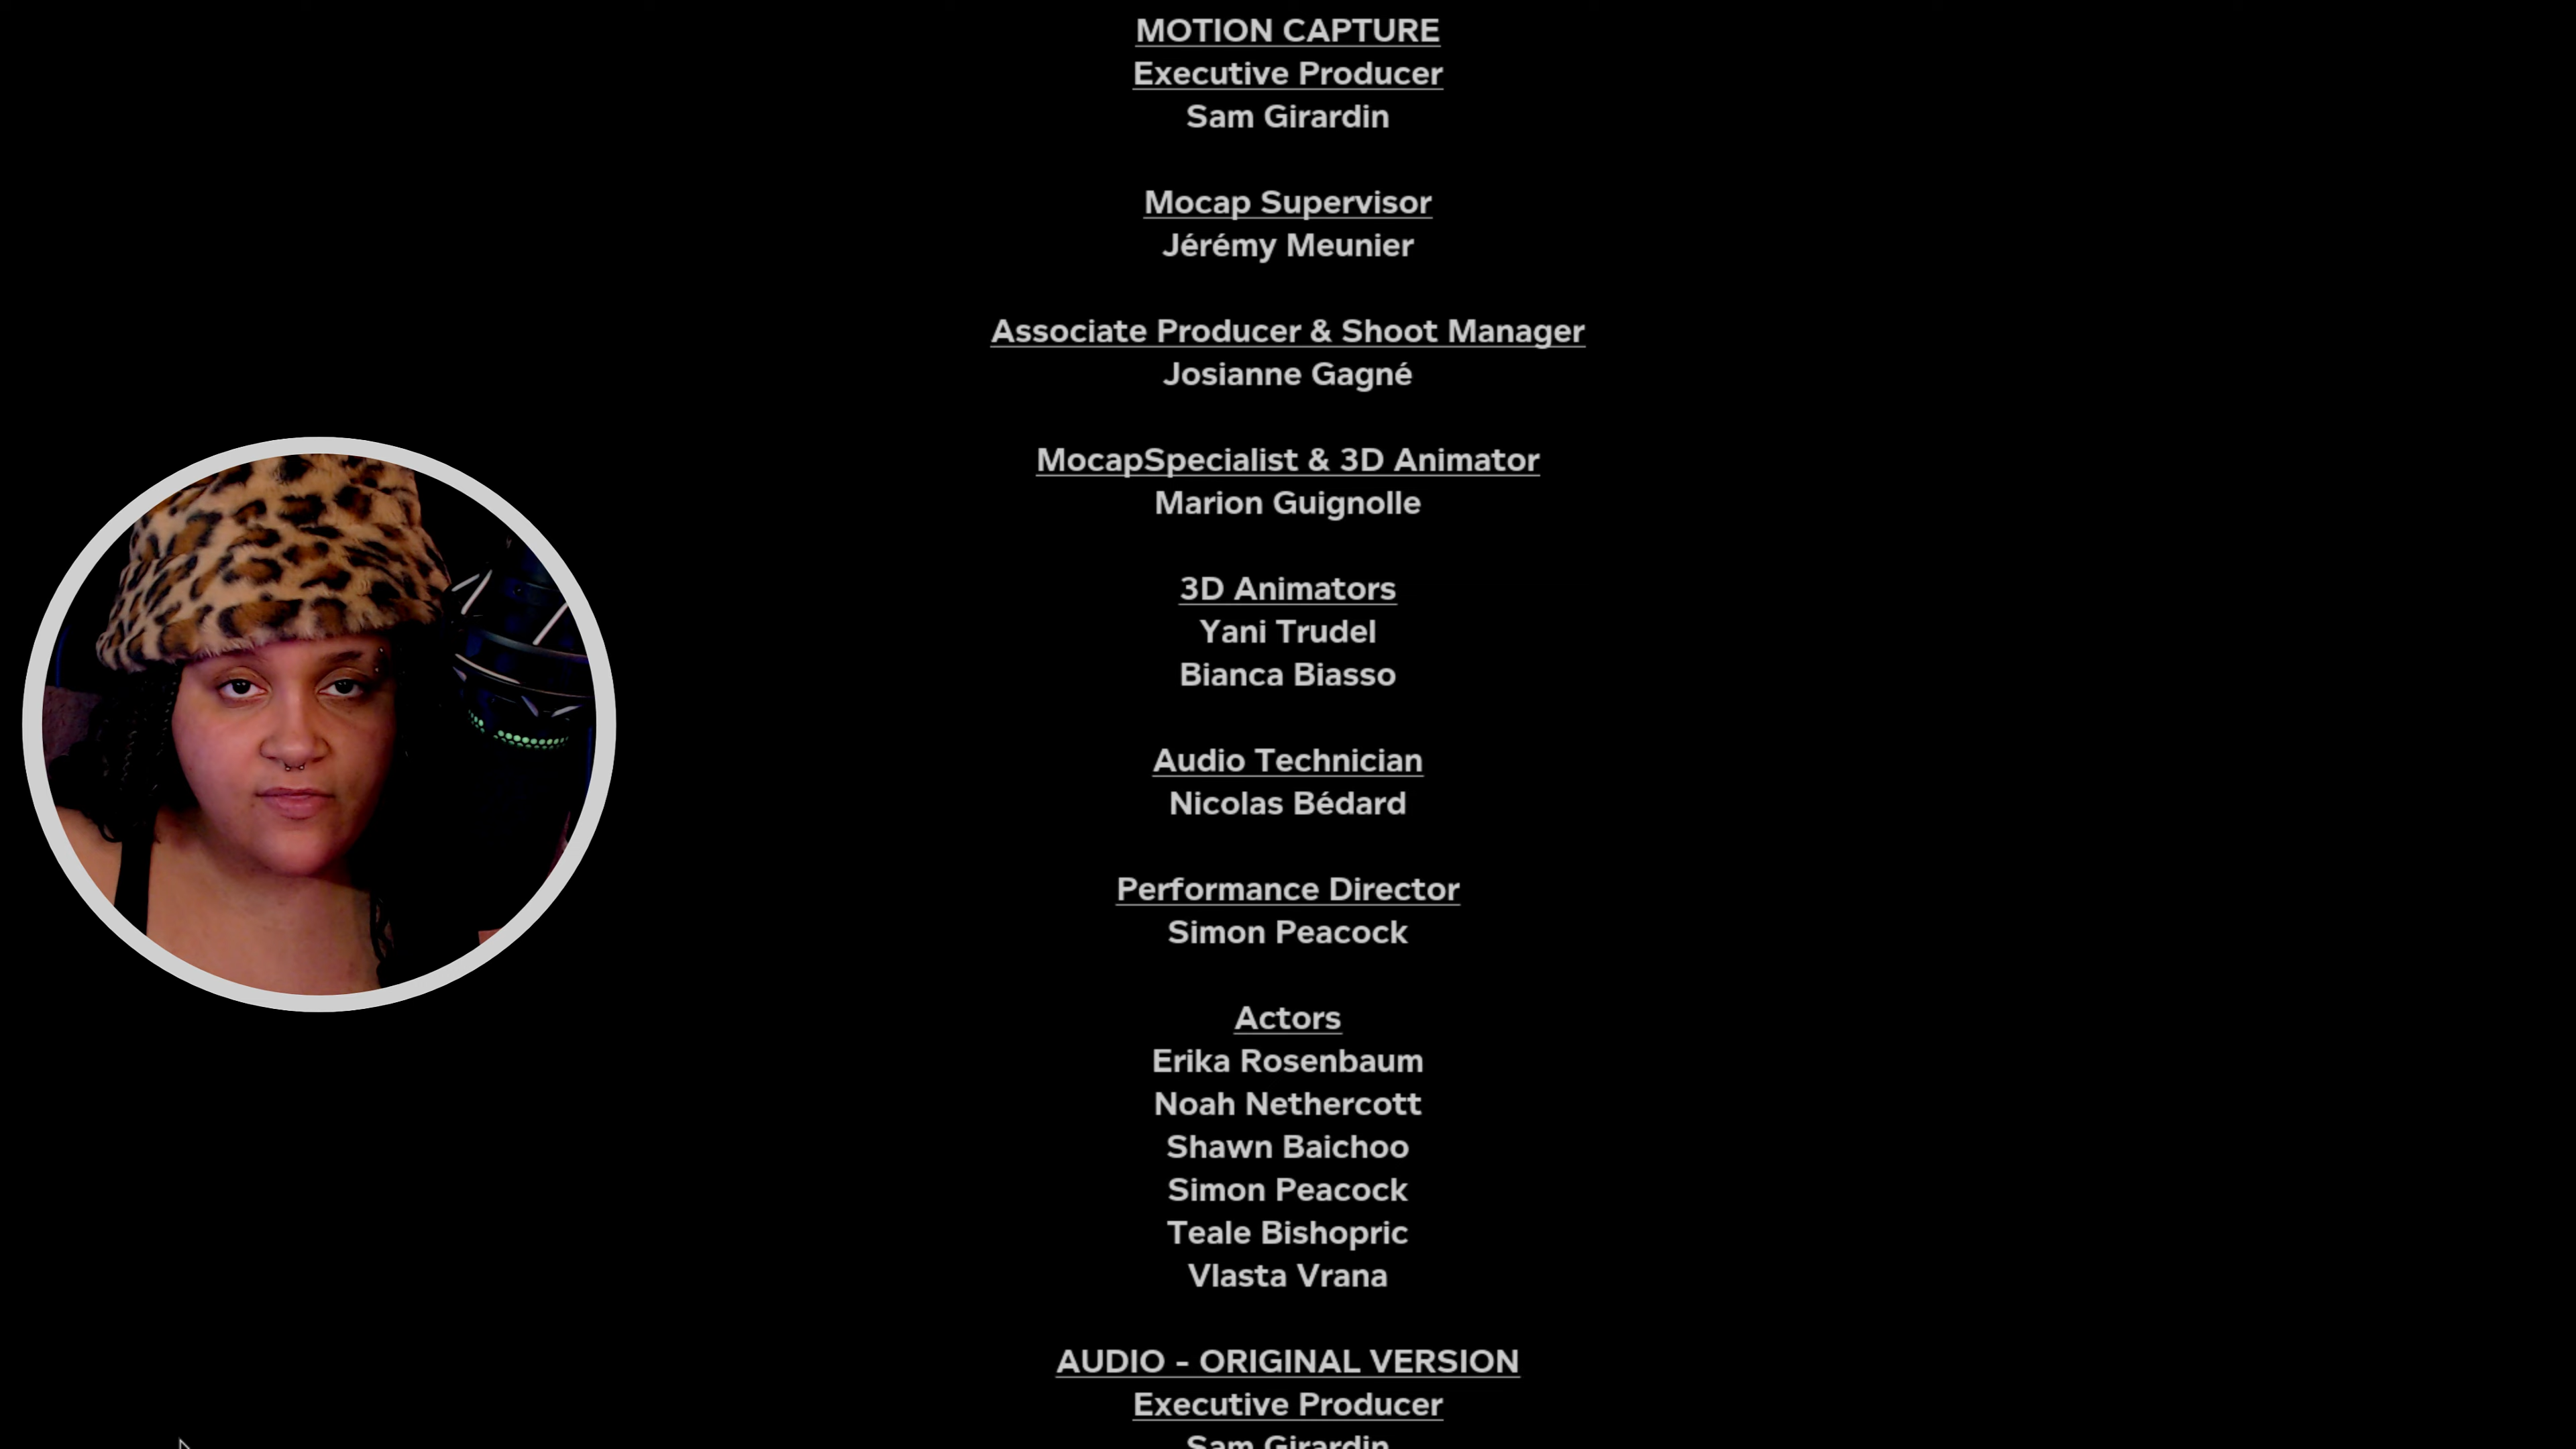 MOTION CAPTURE
Executive Producer
Sam Girardin
Mocap Supervisor
Jérémy Meunier
Associate Producer & Shoot Manager
Josianne Gagné
MocapSpecialist & 3D Animator
Marion Guignolle
3D Animators
Yani Trudel
Bianca Biasso
Audio Technician
Nicolas Bédard
Performance Director
Simon Peacock
Actors
Erika Rosenbaum
Noah Nethercott
Shawn Baichoo
Simon Peacock
Teale Bishopric
Vlasta Vrana
AUDIO - ORIGINAL VERSION
Executive Producer
Sam Girardin